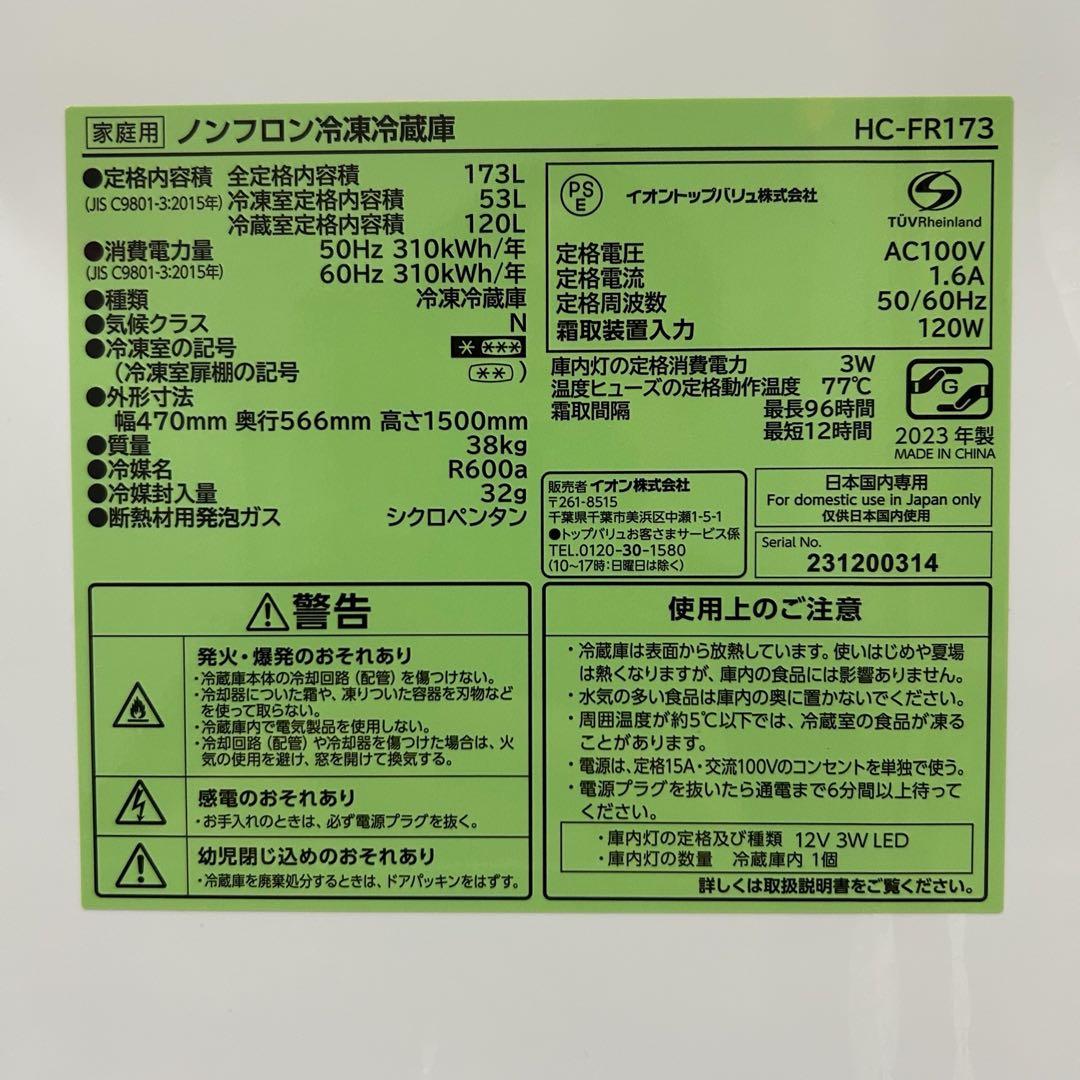 家庭用 ノンフロン冷凍冷蔵庫 HC-FR173
●定格内容積 全定格内容積 173L
(JIS C9801-3:2015年) 冷凍室定格内容積 53L
冷蔵室定格内容積 120L
●消費電力量 50Hz 310kWh/年
(JIS C9801-3:2015年) 60Hz 310kWh/年
●種類 冷凍冷蔵庫
●気候クラス N
●冷凍室の記号 * ***
(冷凍室扉棚の記号 (**) )
●外形寸法
幅470mm 奥行566mm 高さ1500mm
●質量 38kg
●冷媒名 R600a
●冷媒封入量 32g
●断熱材用発泡ガス シクロペンタン
PSE イオントップバリュ株式会社
TÜVRheinland
定格電圧 AC100V
定格電流 1.6A
定格周波数 50/60Hz
霜取装置入力 120W
庫内灯の定格消費電力 3W
温度ヒューズの定格動作温度 77℃
霜取間隔 最長96時間
最短12時間
G
2023 年製
MADE IN CHINA
販売者 イオン株式会社
〒261-8515
千葉県千葉市美浜区中瀬1-5-1
●トップバリュお客さまサービス係
TEL.0120-30-1580
(10~17時:日曜日は除く)
日本国内専用
For domestic use in Japan only
仅供日本国内使用
Serial No.
231200314
警告
発火・爆発のおそれあり
・冷蔵庫本体の冷却回路(配管)を傷つけない。
・冷却器についた霜や、凍りついた容器を刃物など
を使って取らない。
・冷蔵庫内で電気製品を使用しない。
・冷却回路(配管)や冷却器を傷つけた場合は、火
気の使用を避け、窓を開けて換気する。
感電のおそれあり
・お手入れのときは、必ず電源プラグを抜く。
幼児閉じ込めのおそれあり
・冷蔵庫を廃棄処分するときは、ドアパッキンをはずす。
使用上のご注意
・冷蔵庫は表面から放熱しています。使いはじめや夏場
は熱くなりますが、庫内の食品には影響ありません。
・水気の多い食品は庫内の奥に置かないでください。
・周囲温度が約5℃以下では、冷蔵室の食品が凍る
ことがあります。
・電源は、定格15A・交流100Vのコンセントを単独で使う。
・電源プラグを抜いたら通電まで6分間以上待って
ください。
・庫内灯の定格及び種類 12V 3W LED
・庫内灯の数量 冷蔵庫内 1個
詳しくは取扱説明書をご覧ください。